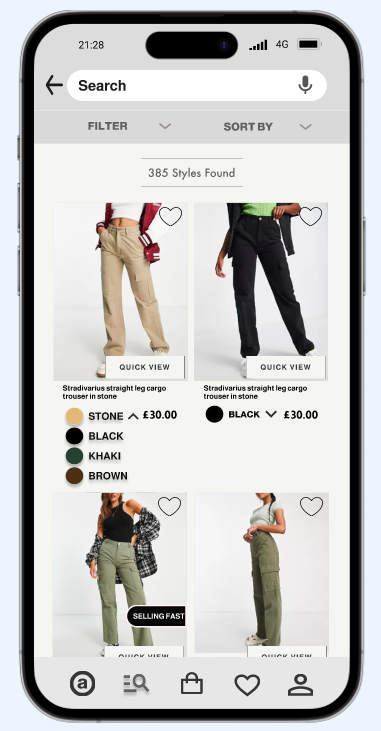 21:28
4G
Search
FILTER
SORT BY
385 Styles Found
QUICK VIEW
QUICK VIEW
Stradivarius straight leg cargo
trouser in stone
STONE £30.00
BLACK
KHAKI
BROWN
Stradivarius straight leg cargo
trouser in stone
BLACK £30.00
SELLING FAST
QUICK VIEW
QUICK VIEW
a